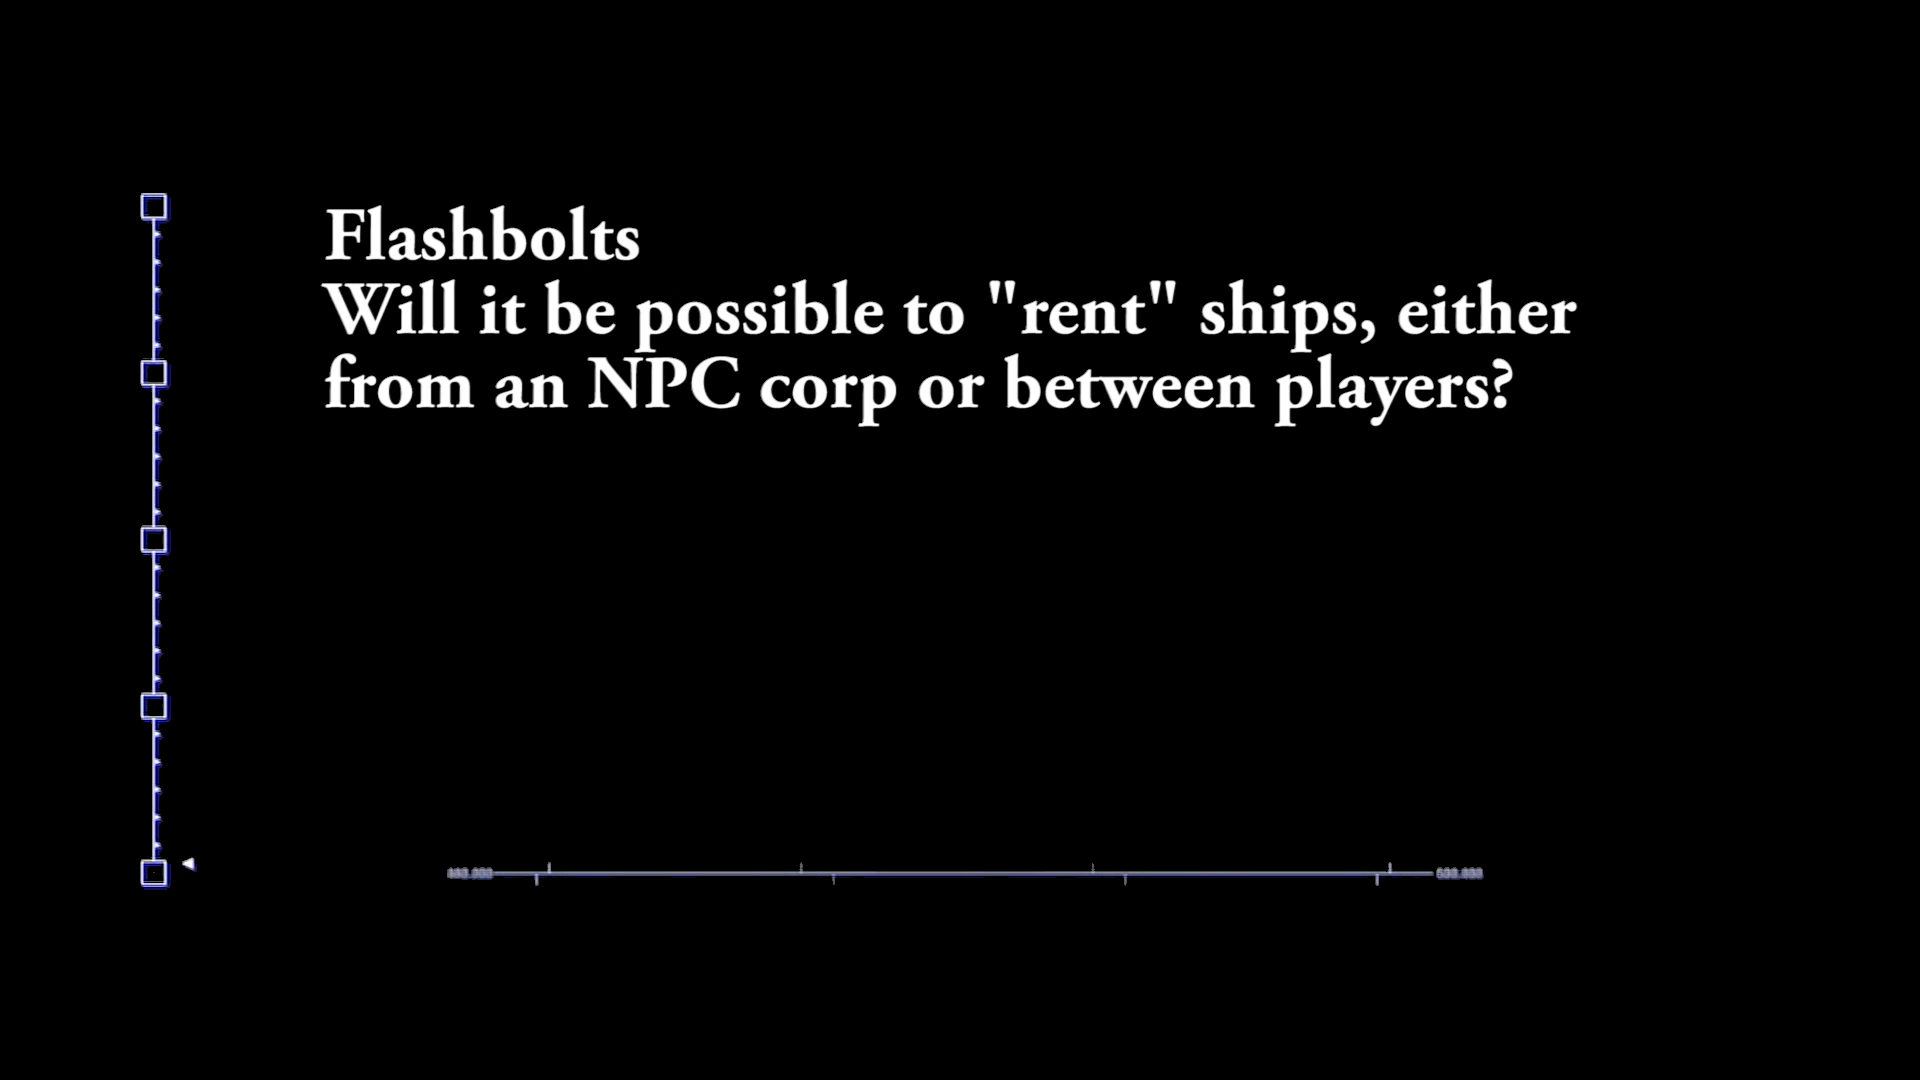 Flashbolts
Will it be possible to "rent" ships, either
from an NPC corp or between players?